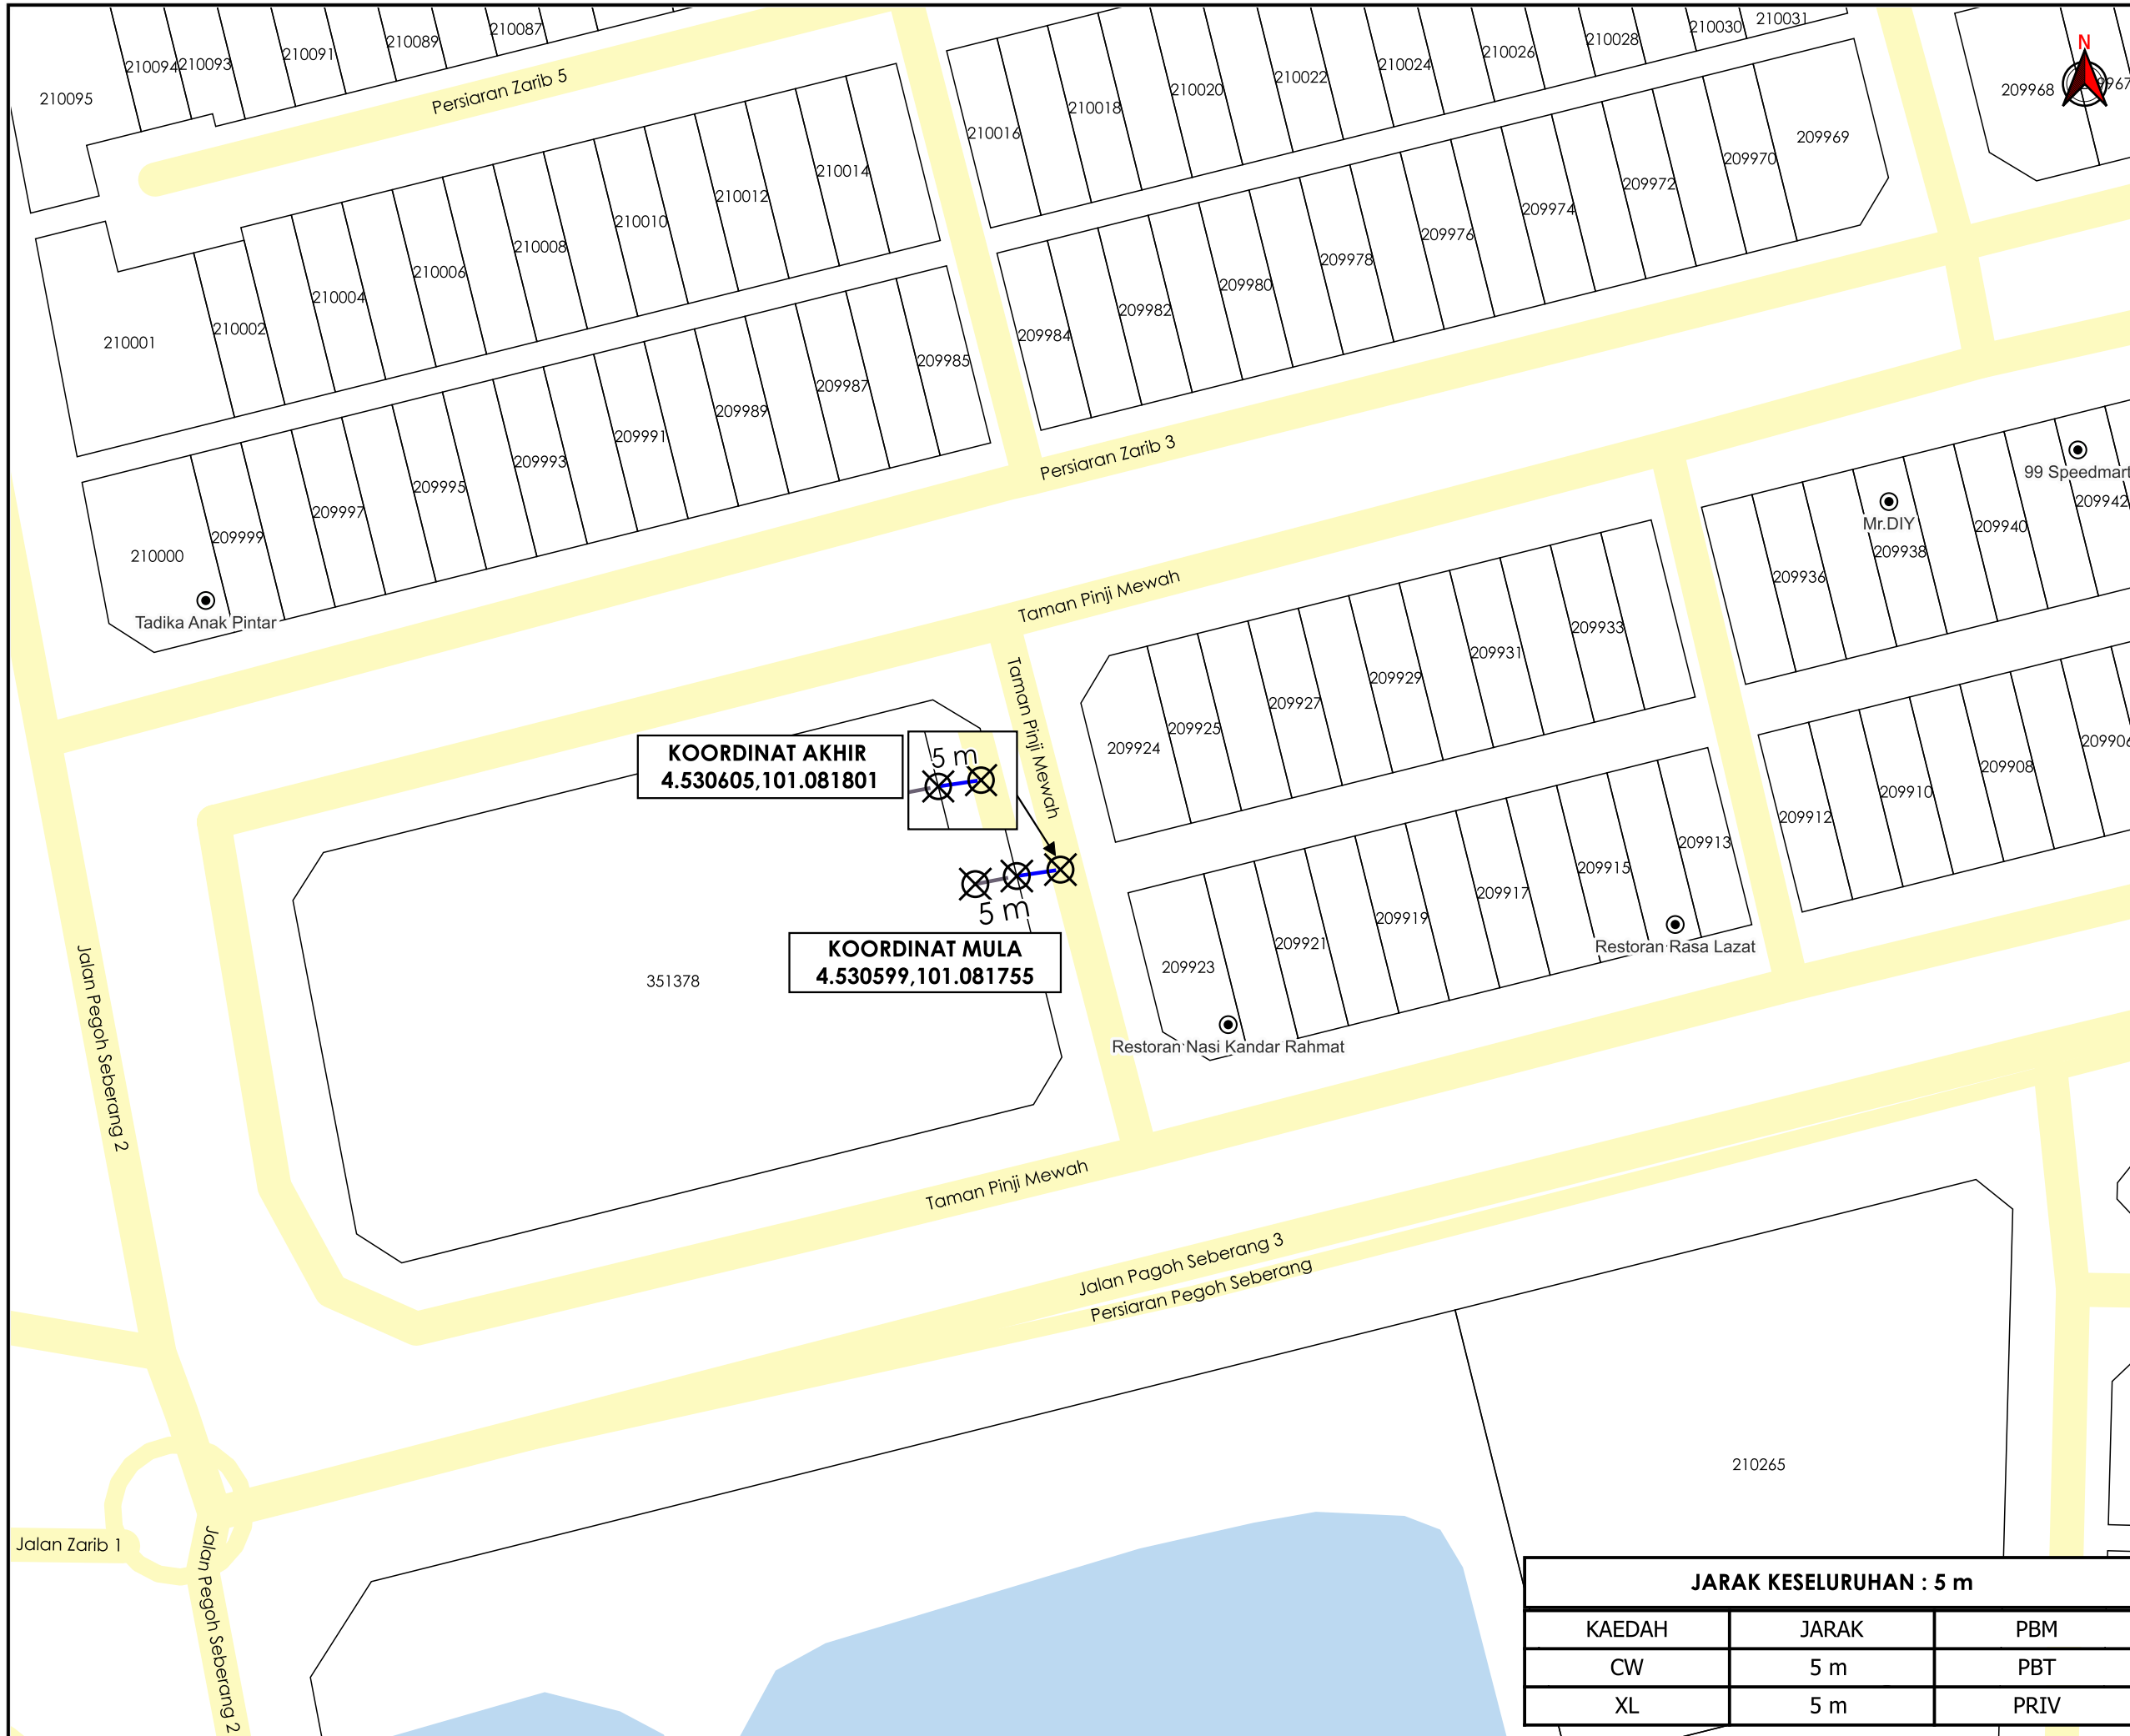 210087
210089
210091
210093
210094
210095
Persiaran Zarib 5
210031
210030
210028
210026
210024
210022
210020
210018
210016
N
209968
209969
209970
209972
209974
209976
209978
209980
209982
209984
210014
210012
210010
210008
210006
210004
210002
210001
209985
209987
209989
209991
209993
209995
209997
209999
210000
Tadika Anak Pintar
Persiaran Zarib 3
Taman Pinji Mewah
99 Speedmart
209942
Mr.DIY
209940
209938
209936
209933
209931
209929
209927
209925
209924
Taman Pinji Mewah
KOORDINAT AKHIR
4.530605,101.081801
5 m
5 m
KOORDINAT MULA
4.530599,101.081755
351378
209906
209908
209910
209912
209913
209915
209917
209919
209921
209923
Restoran Rasa Lazat
Restoran Nasi Kandar Rahmat
Jalan Pegoh Seberang 2
Taman Pinji Mewah
Jalan Pagoh Seberang 3
Persiaran Pegoh Seberang
210265
Jalan Zarib 1
Jalan Pegoh Seberang 2
JARAK KESELURUHAN : 5 m
KAEDAH JARAK PBM
CW 5 m PBT
XL 5 m PRIV